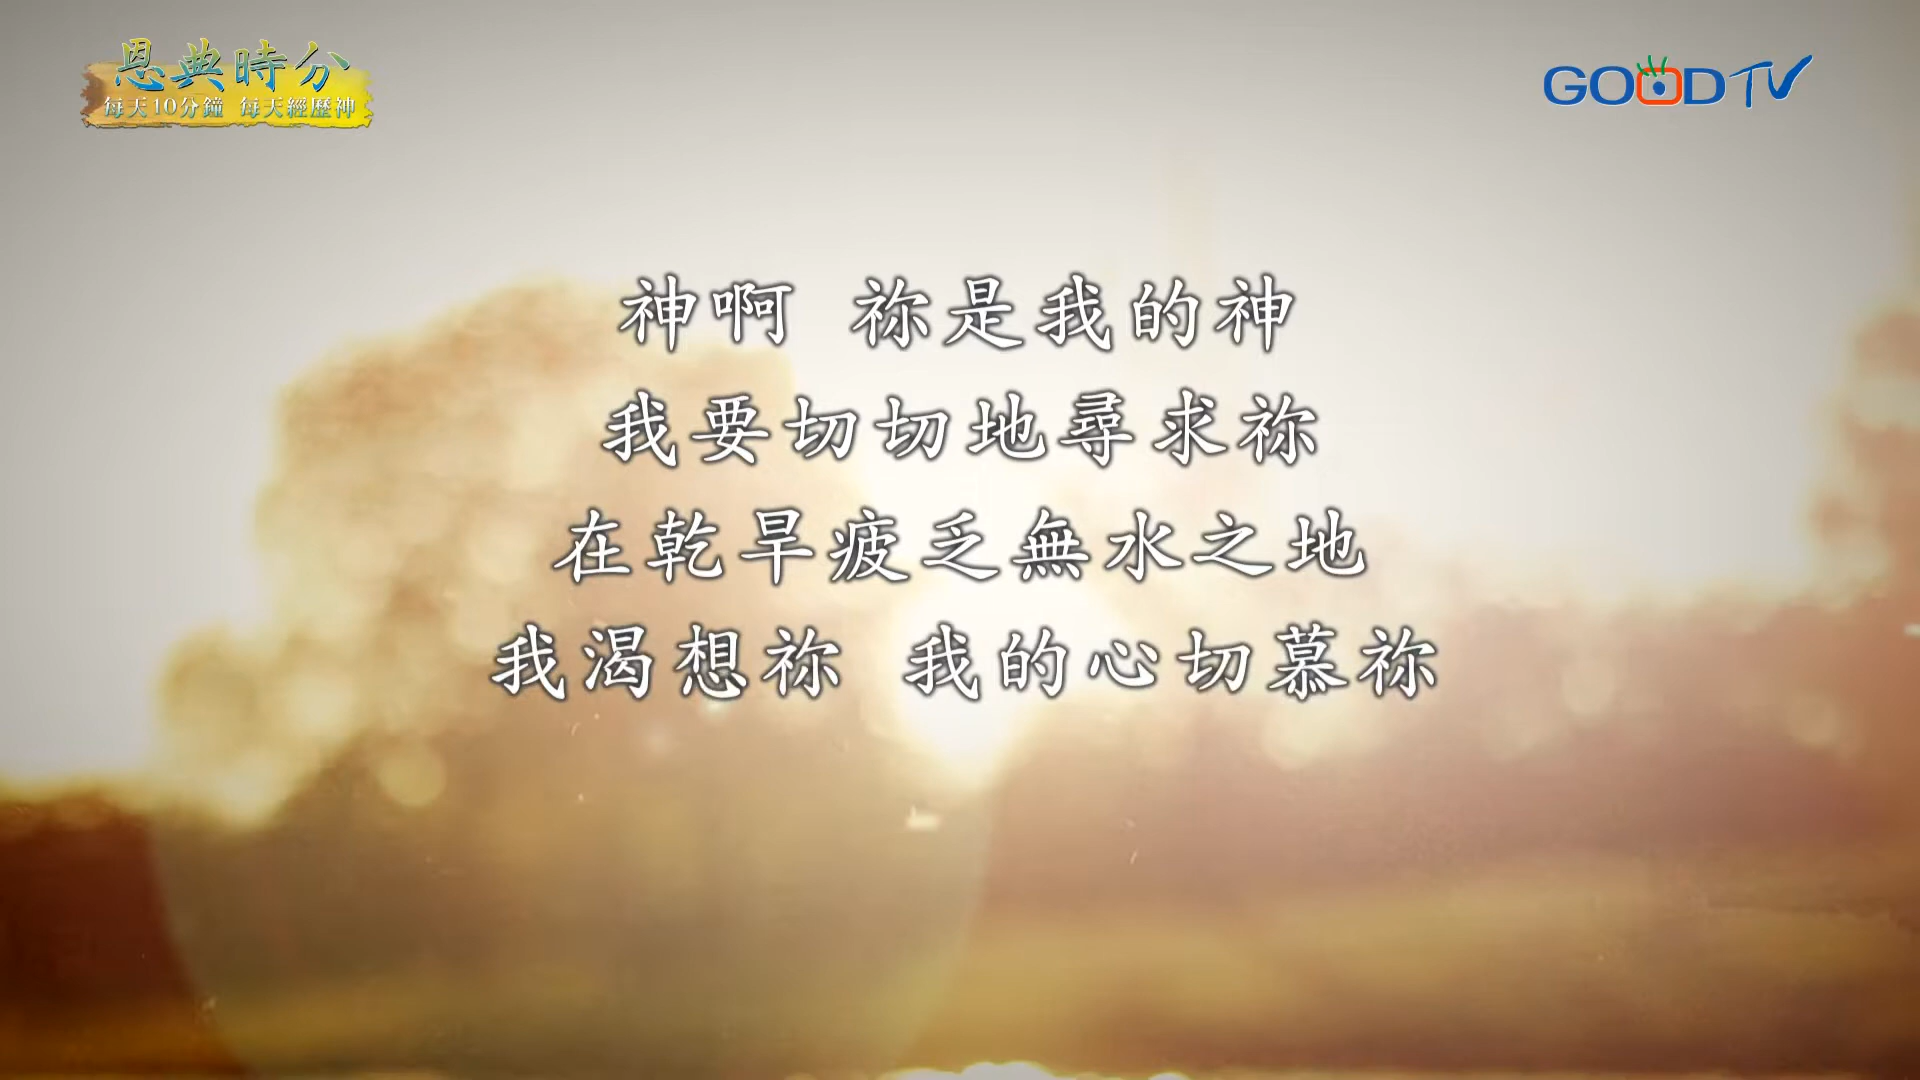 恩典時分
每天10分鐘 每天經歷神
GOODTV
神啊 祢是我的神
我要切切地尋求祢
在乾旱疲乏無水之地
我渴想祢 我的心切慕祢